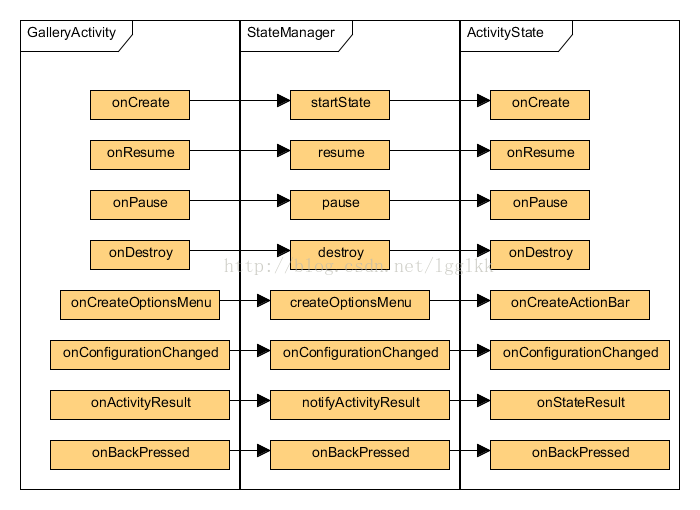 GalleryActivity StateManager ActivityState
onCreate startState onCreate
onResume resume onResume
onPause pause onPause
onDestroy destroy onDestroy
http://blog.csdn.net/lgglkk
onCreateOptionsMenu createOptionsMenu onCreateActionBar
onConfigurationChanged onConfigurationChanged onConfigurationChanged
onActivityResult notifyActivityResult onStateResult
onBackPressed onBackPressed onBackPressed